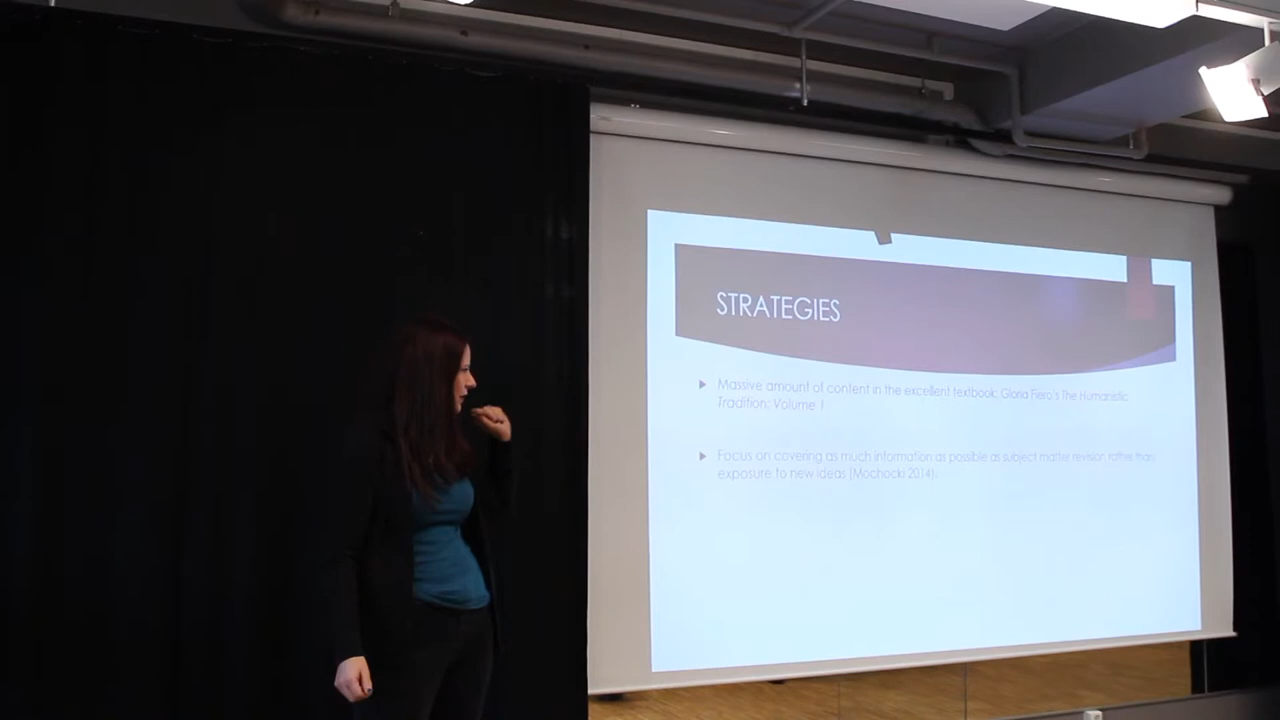 STRATEGIES
Massive amount of content in the excellent textbook: Gloria Fiero's The Humanistic
Tradition: Volume 1
Focus on covering as much information as possible as subject matter revision rather than
exposure to new ideas (Mochocki 2014).